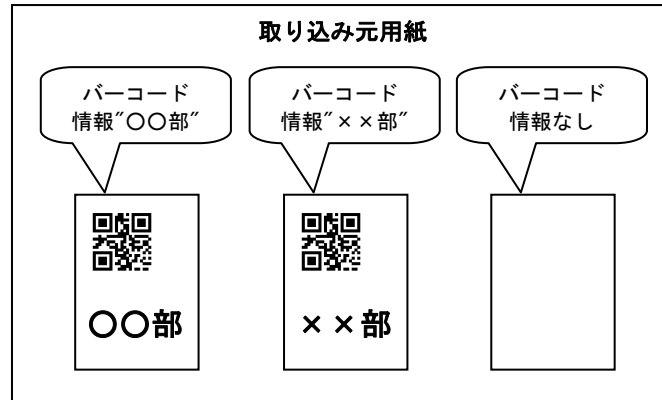 取り込み元用紙
バーコード
情報"〇〇部"
バーコード
情報"××部"
バーコード
情報なし
〇〇部
××部